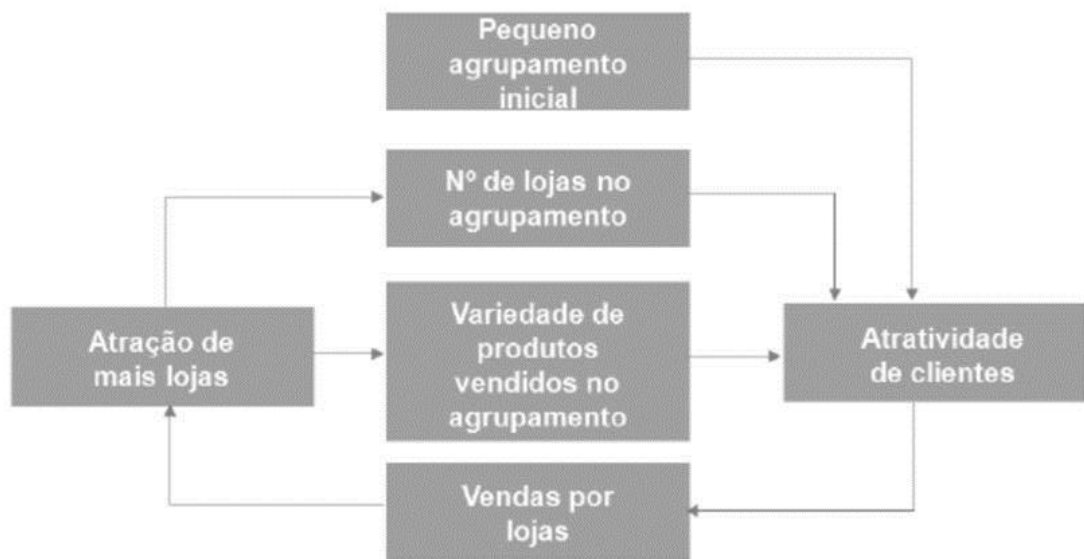 Pequeno
agrupamento
inicial
Nº de lojas no
agrupamento
Atração de
mais lojas
Variedade de
produtos
vendidos no
agrupamento
Atratividade
de clientes
Vendas por
lojas